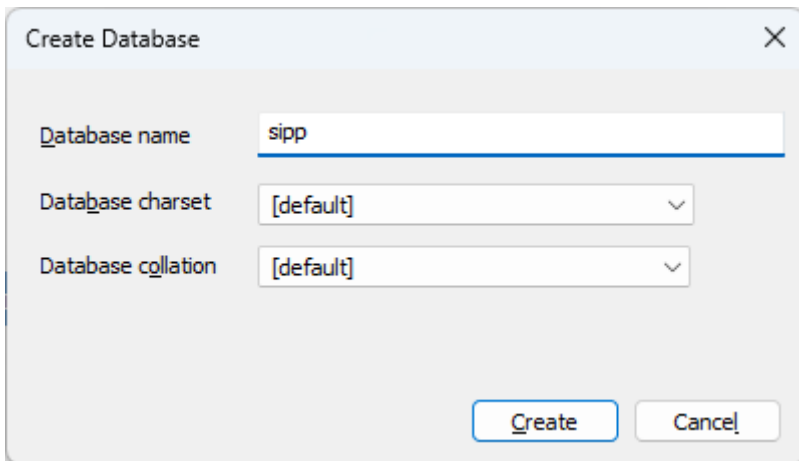 Create Database
Database name sipp
Database charset [default]
Database collation [default]
Create Cancel